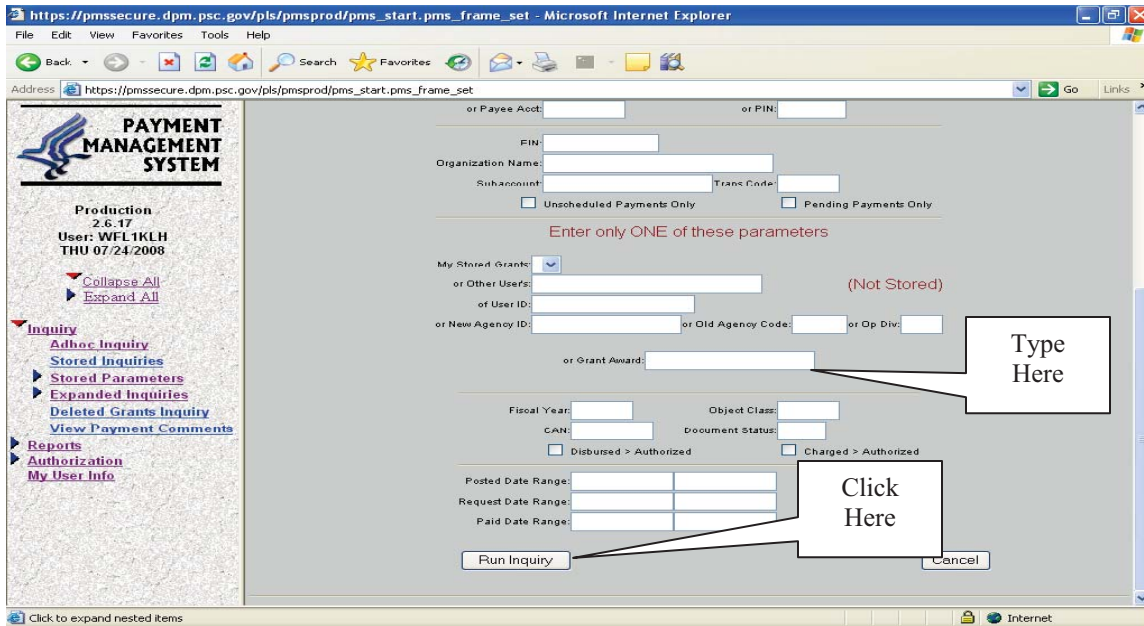 https://pmssecure.dpm.psc.gov/pls/pmsprod/pms_start.pms_frame_set - Microsoft Internet Explorer
File Edit View Favorites Tools Help
Back Search Favorites
Address https://pmssecure.dpm.psc.gov/pls/pmsprod/pms_start.pms_frame_set Go Links
PAYMENT
MANAGEMENT
SYSTEM
Production
2.6.17
User: WFL1KLH
THU 07/24/2008
Collapse All
Expand All
Inquiry
Adhoc Inquiry
Stored Inquiries
Stored Parameters
Expanded Inquiries
Deleted Grants Inquiry
View Payment Comments
Reports
Authorization
My User Info
or Payee Acct: or PIN:
EIN:
Organization Name:
Subaccount: Trans Code:
Unscheduled Payments Only Pending Payments Only
Enter only ONE of these parameters
My Stored Grants:
or Other User's: (Not Stored)
of User ID:
or New Agency ID: or Old Agency Code: or Op Div:
or Grant Award:
Type
Here
Fiscal Year: Object Class:
CAN: Document Status:
Disbursed > Authorized Charged > Authorized
Posted Date Range:
Request Date Range:
Paid Date Range:
Click
Here
Run Inquiry Cancel
Click to expand nested items Internet